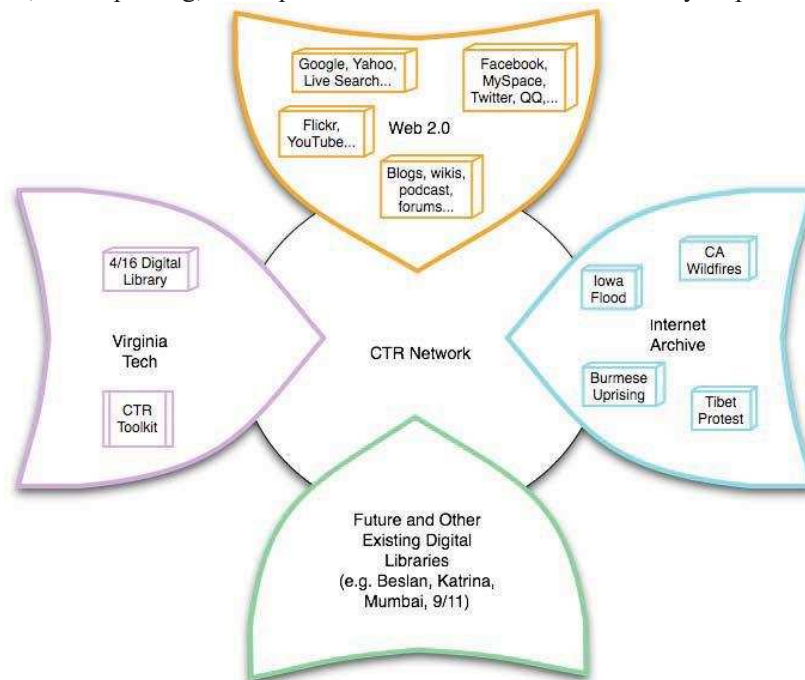 Google, Yahoo,
Live Search...
Facebook,
MySpace,
Twitter, QQ,...
Flickr,
YouTube...
Web 2.0
Blogs, wikis,
podcast,
forums...
4/16 Digital
Library
Virginia
Tech
CTR
Toolkit
CTR Network
CA
Wildfires
Iowa
Flood
Internet
Archive
Burmese
Uprising
Tibet
Protest
Future and Other
Existing Digital
Libraries
(e.g. Beslan, Katrina,
Mumbai, 9/11)